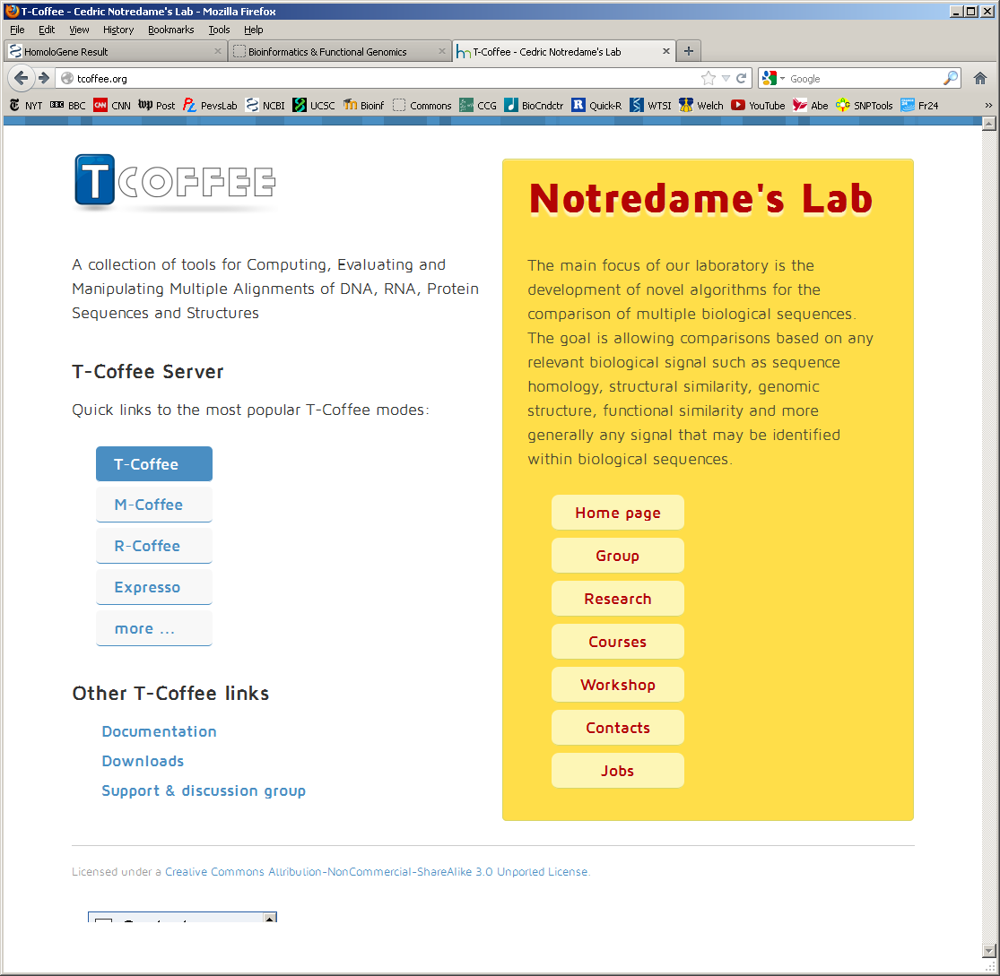 T-Coffee - Cedric Notredame's Lab - Mozilla Firefox
File Edit View History Bookmarks Tools Help
HomoloGene Result
Bioinformatics & Functional Genomics
T-Coffee - Cedric Notredame's Lab
tcoffee.org
Google
NYT BBC CNN Post PevsLab NCBI UCSC Bioinf Commons CCG BioCndctr Quick-R WTSI Welch YouTube Abe SNPTools Fr24
T COFFEE
A collection of tools for Computing, Evaluating and
Manipulating Multiple Alignments of DNA, RNA, Protein
Sequences and Structures
T-Coffee Server
Quick links to the most popular T-Coffee modes:
T-Coffee
M-Coffee
R-Coffee
Expresso
more ...
Other T-Coffee links
Documentation
Downloads
Support & discussion group
Notredame's Lab
The main focus of our laboratory is the
development of novel algorithms for the
comparison of multiple biological sequences.
The goal is allowing comparisons based on any
relevant biological signal such as sequence
homology, structural similarity, genomic
structure, functional similarity and more
generally any signal that may be identified
within biological sequences.
Home page
Group
Research
Courses
Workshop
Contacts
Jobs
Licensed under a Creative Commons Attribution-NonCommercial-ShareAlike 3.0 Unported License.